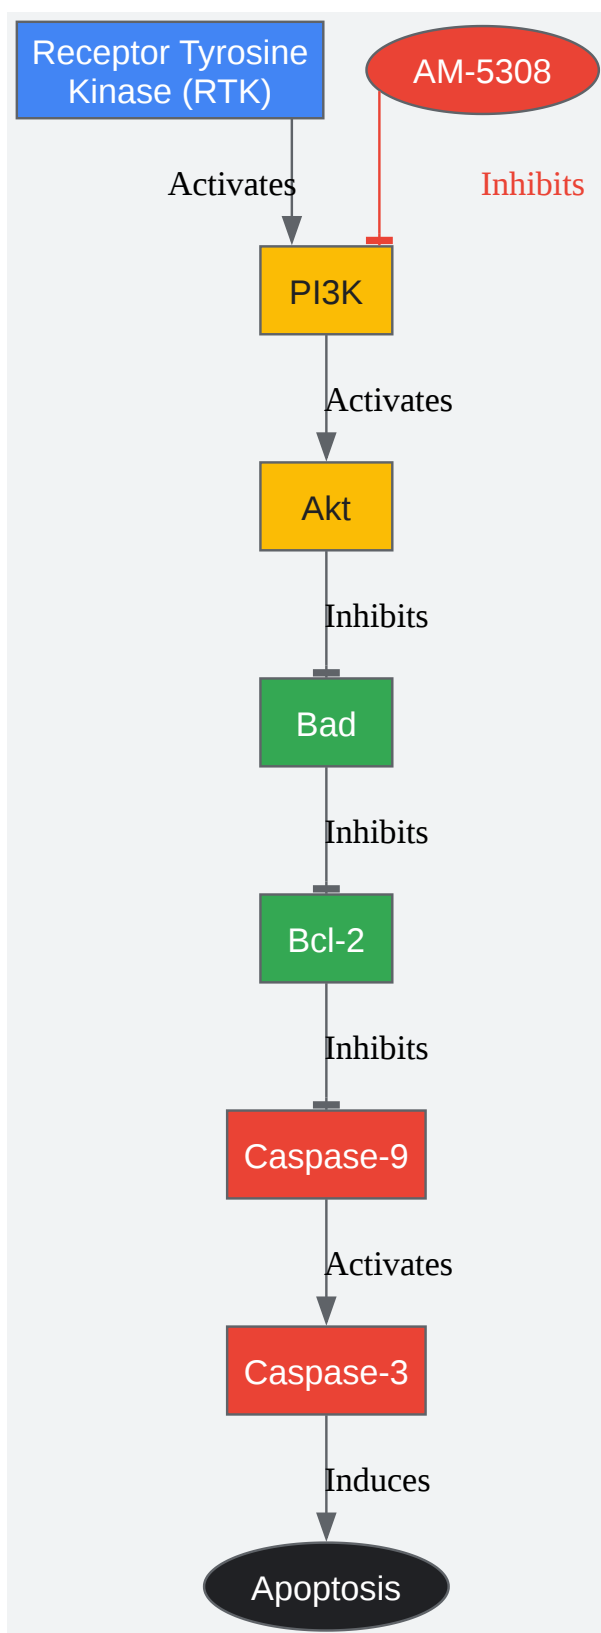 Receptor Tyrosine
Kinase (RTK)
AM-5308
Activates
Inhibits
PI3K
Activates
Akt
Inhibits
Bad
Inhibits
Bcl-2
Inhibits
Caspase-9
Activates
Caspase-3
Induces
Apoptosis